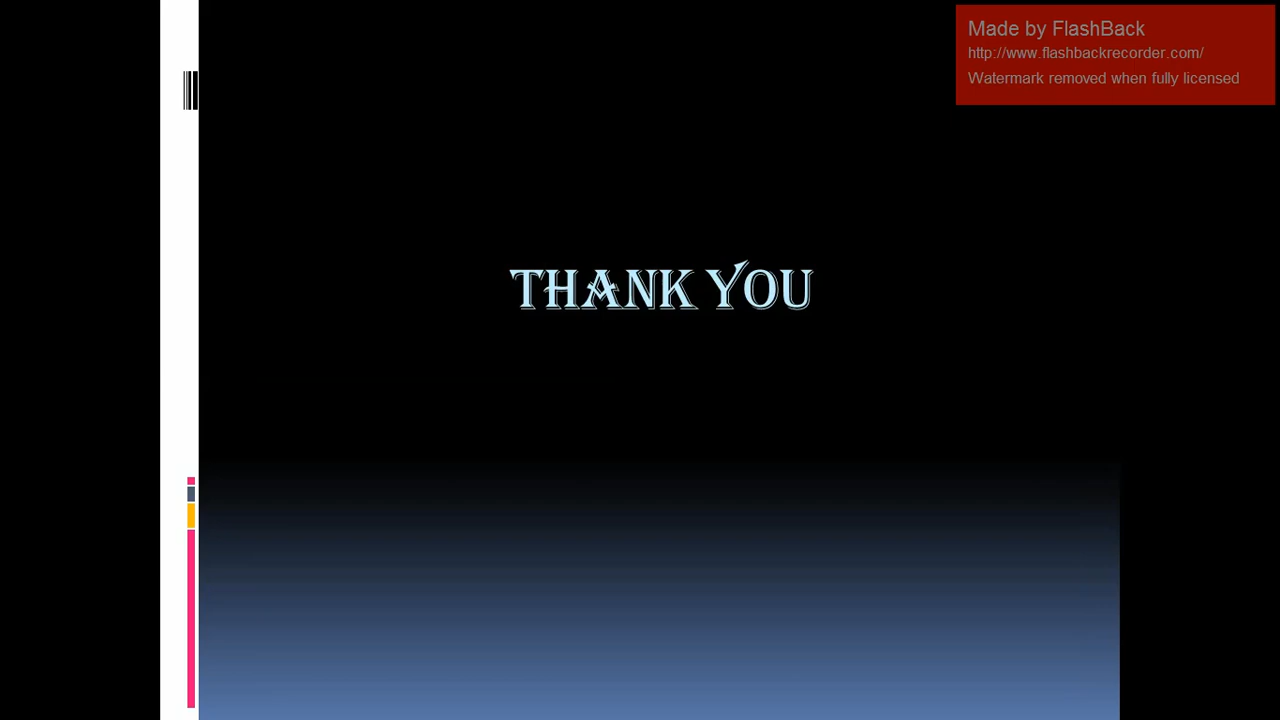 Made by FlashBack
http://www.flashbackrecorder.com/
Watermark removed when fully licensed
THANK YOU